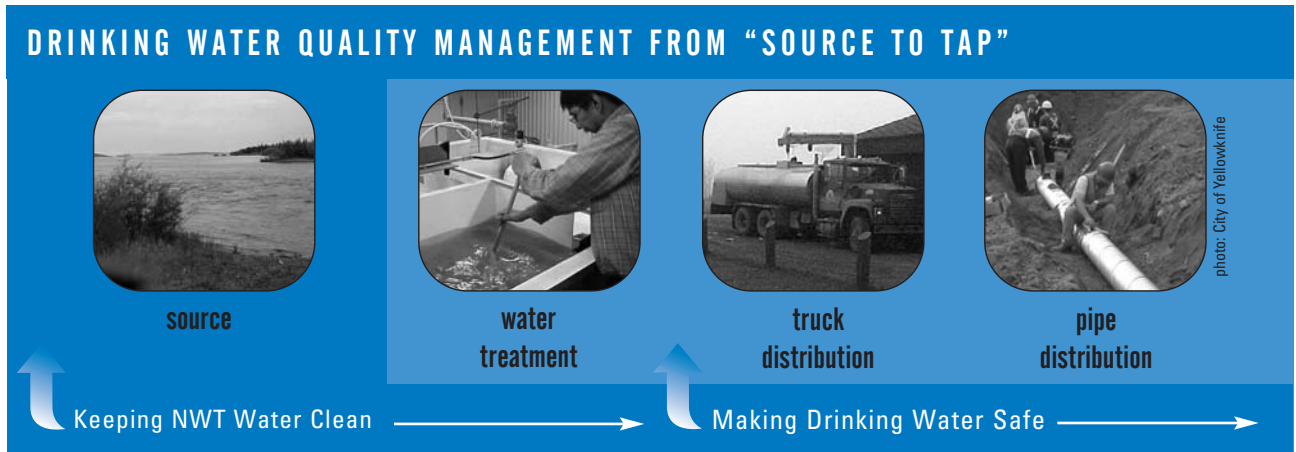 DRINKING WATER QUALITY MANAGEMENT FROM “SOURCE TO TAP”
photo: City of Yellowknife
source
water
treatment
truck
distribution
pipe
distribution
Keeping NWT Water Clean
Making Drinking Water Safe